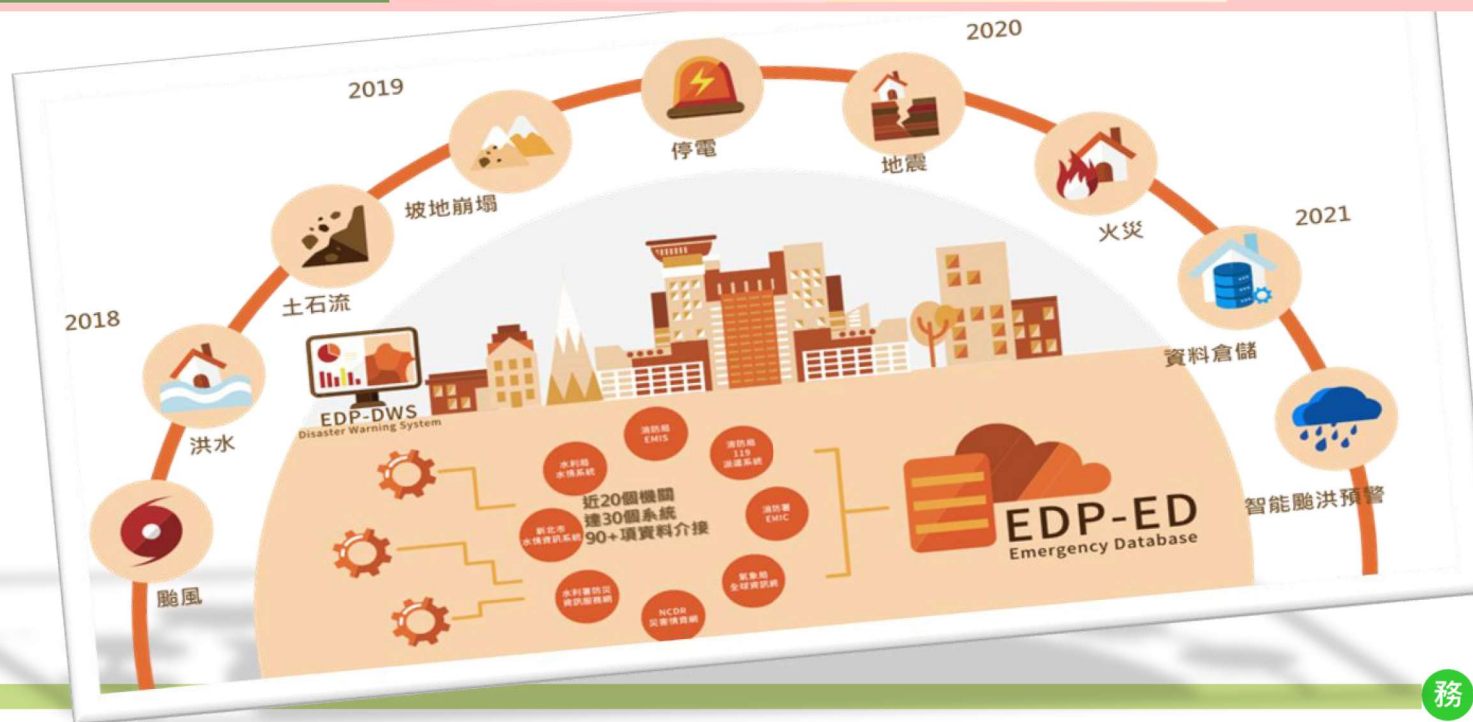 2018
2019
2020
2021
颱風
洪水
土石流
坡地崩塌
停電
地震
火災
資料倉儲
智能颱洪預警
EDP-DWS
Disaster Warning System
消防局
EMIS
消防局
119
派遣系統
消防署
EMIC
氣象局
全球資訊網
NCDR
災害情資網
水利署防災
資訊服務網
新北市
水情資訊系統
水利局
水情系統
近20個機關
達30個系統
90+項資料介接
EDP-ED
Emergency Database
務